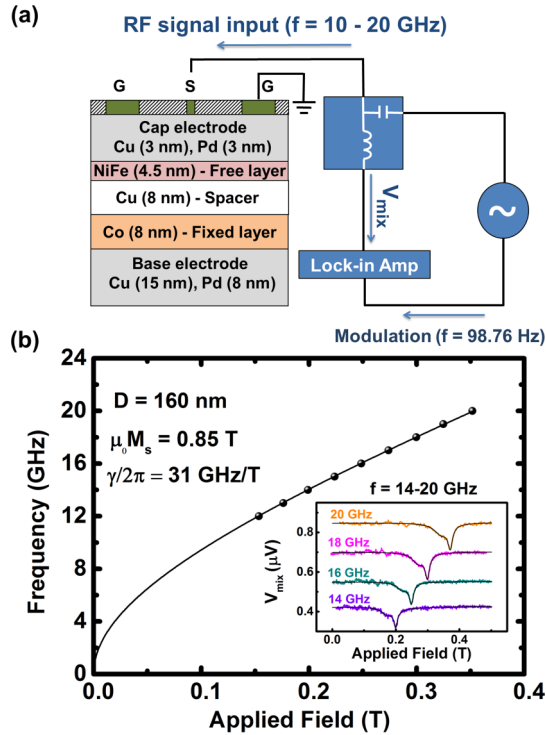 (a)
RF signal input (f = 10 - 20 GHz)
G
S
G
Cap electrode
Cu (3 nm), Pd (3 nm)
NiFe (4.5 nm) - Free layer
Cu (8 nm) - Spacer
Co (8 nm) - Fixed layer
Base electrode
Cu (15 nm), Pd (8 nm)
Vmix
~
Lock-in Amp
Modulation (f = 98.76 Hz)
(b)
24
20
16
12
8
4
0
Frequency (GHz)
D = 160 nm
μ₀Ms = 0.85 T
γ/2π = 31 GHz/T
f = 14-20 GHz
20 GHz
18 GHz
16 GHz
14 GHz
0.8
0.6
0.4
Vmix (μV)
0.0
0.2
0.4
Applied Field (T)
0.0
0.1
0.2
0.3
0.4
Applied Field (T)